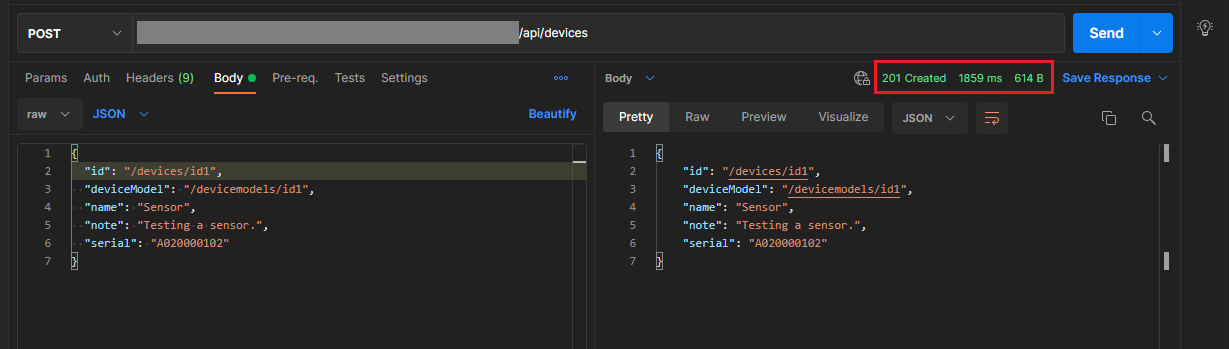 POST /api/devices Send
Params Auth Headers (9) Body Pre-req. Tests Settings
raw JSON Beautify
1 {
2 "id": "/devices/id1",
3 "deviceModel": "/devicemodels/id1",
4 "name": "Sensor",
5 "note": "Testing a sensor.",
6 "serial": "A020000102"
7 }
Body 201 Created 1859 ms 614 B Save Response
Pretty Raw Preview Visualize JSON
1 {
2 "id": "/devices/id1",
3 "deviceModel": "/devicemodels/id1",
4 "name": "Sensor",
5 "note": "Testing a sensor.",
6 "serial": "A020000102"
7 }